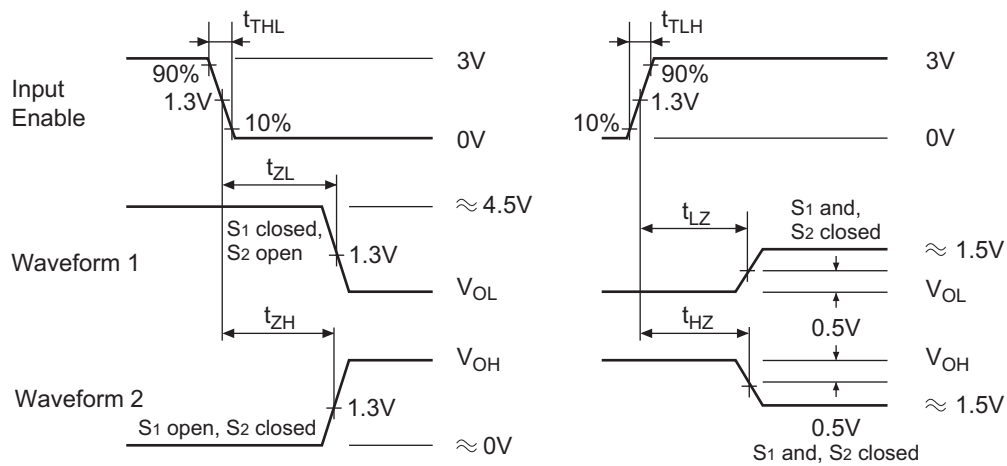 tTHL
tTLH
Input
Enable
90%
1.3V
10%
3V
0V
90%
1.3V
10%
3V
0V
tZL
≈ 4.5V
Waveform 1
S1 closed,
S2 open
1.3V
VOL
tLZ
S1 and,
S2 closed
≈ 1.5V
VOL
0.5V
tZH
VOH
Waveform 2
1.3V
S1 open, S2 closed
≈ 0V
tHZ
VOH
≈ 1.5V
0.5V
S1 and, S2 closed